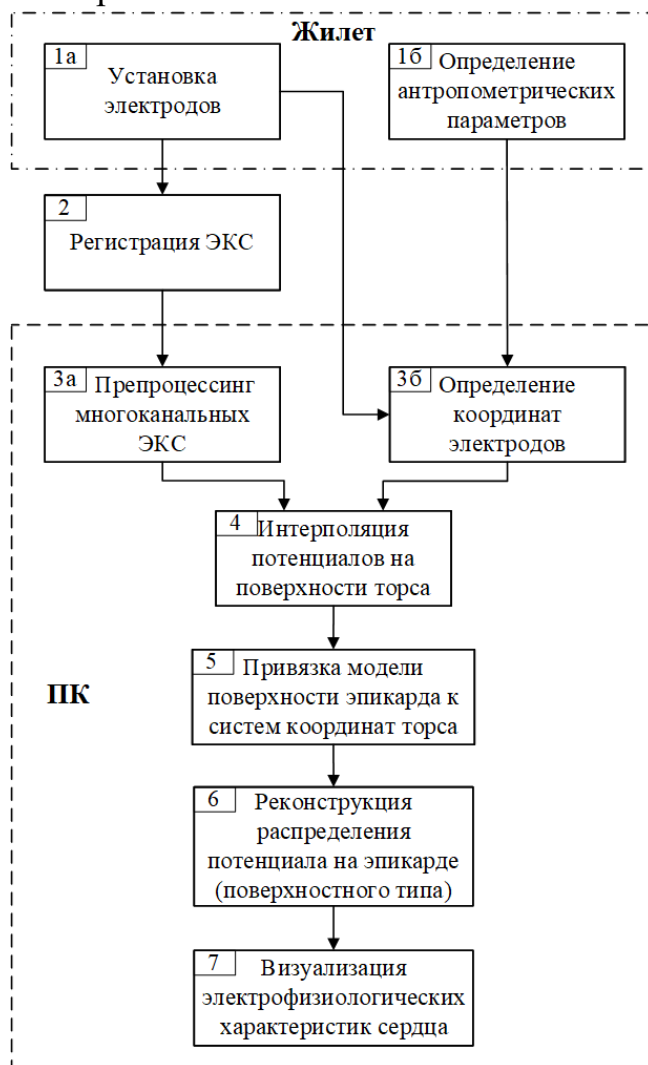 Жилет
1а
Установка
электродов
1б
Определение
антропометрических
параметров
2
Регистрация ЭКС
3а
Препроцессинг
многоканальных
ЭКС
3б
Определение
координат
электродов
4
Интерполяция
потенциалов на
поверхности торса
5
Привязка модели
поверхности эпикарда к
систем координат торса
ПК
6
Реконструкция
распределения
потенциала на эпикарде
(поверхностного типа)
7
Визуализация
электрофизиологических
характеристик сердца